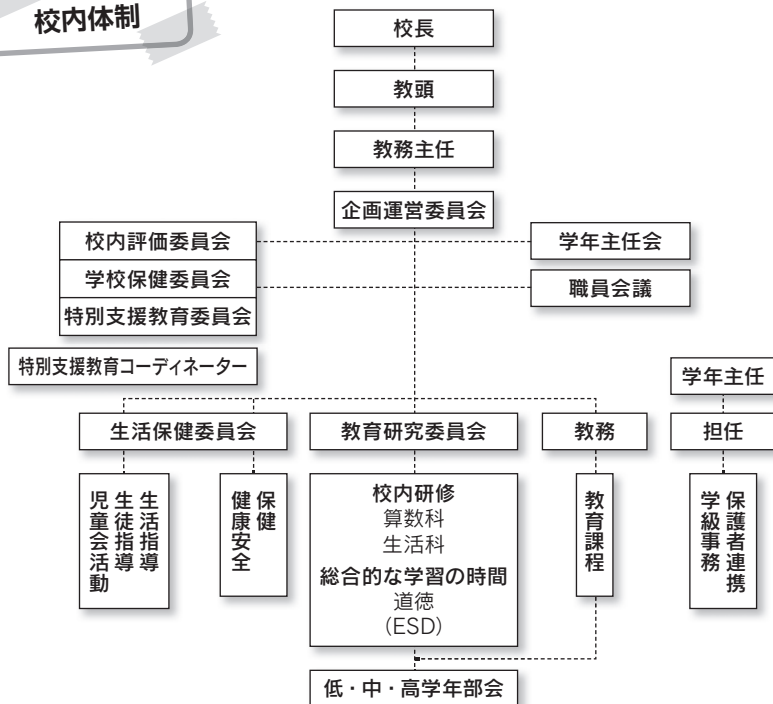 校内体制
校長
教頭
教務主任
企画運営委員会
校内評価委員会
学校保健委員会
特別支援教育委員会
学年主任会
職員会議
特別支援教育コーディネーター
学年主任
生活保健委員会
教育研究委員会
教務
担任
生活指導
生徒指導
児童会活動
保健
健康安全
校内研修
算数科
生活科
総合的な学習の時間
道徳
(ESD)
教育課程
保護者連携
学級事務
低・中・高学年部会